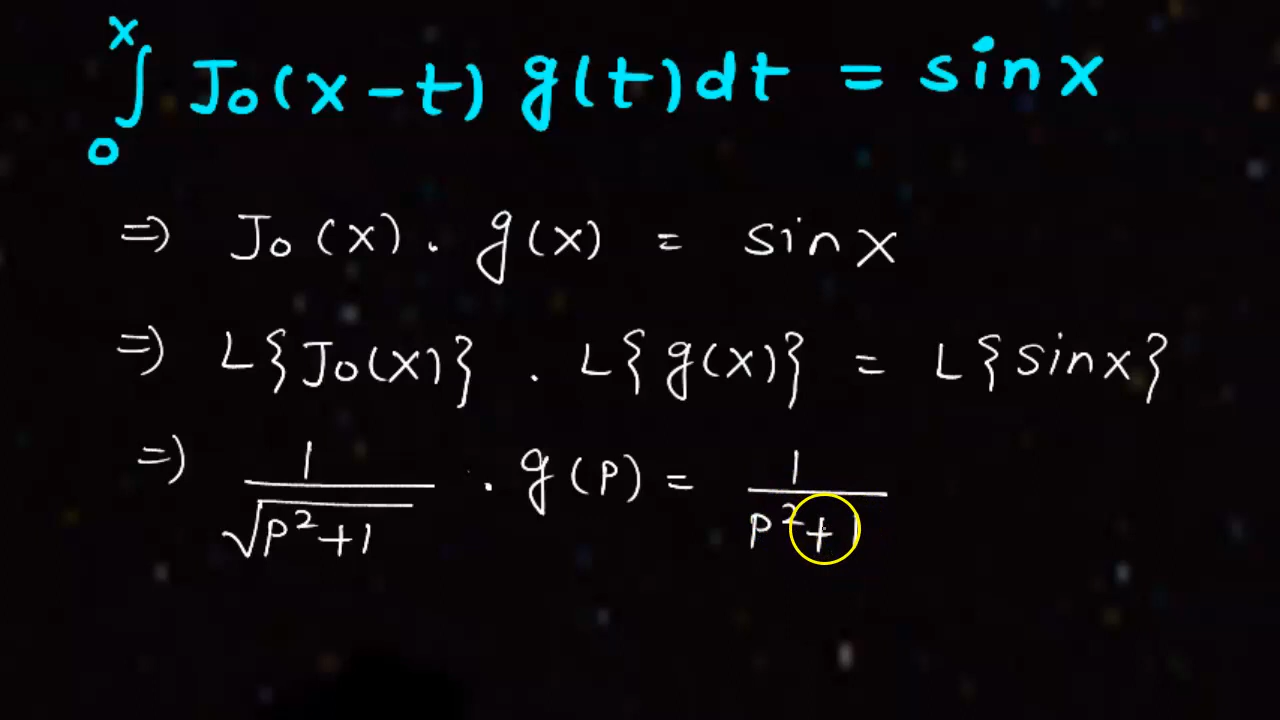 ∫₀ˣ J₀(x-t) g(t)dt = sinx
⇒ J₀(x) . g(x) = sinx
⇒ L{J₀(x)} . L{g(x)} = L{sinx}
⇒ 1/√(p²+1) . g(p) = 1/(p²+1)